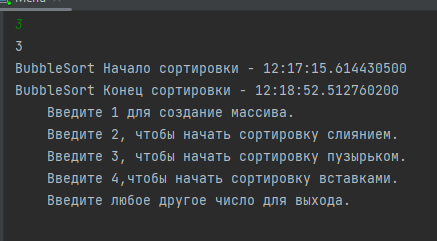 3
3
BubbleSort Начало сортировки - 12:17:15.614430500
BubbleSort Конец сортировки - 12:18:52.512760200
Введите 1 для создание массива.
Введите 2, чтобы начать сортировку слиянием.
Введите 3, чтобы начать сортировку пузырьком.
Введите 4,чтобы начать сортировку вставками.
Введите любое другое число для выхода.